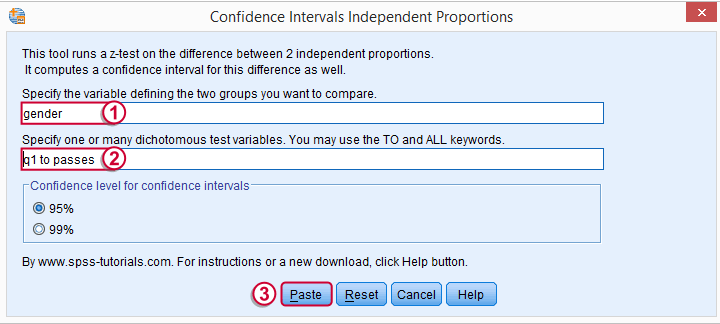 Confidence Intervals Independent Proportions
x
This tool runs a z-test on the difference between 2 independent proportions.
It computes a confidence interval for this difference as well.
Specify the variable defining the two groups you want to compare.
gender 1
Specify one or many dichotomous test variables. You may use the TO and ALL keywords.
q1 to passes 2
Confidence level for confidence intervals
95%
99%
By www.spss-tutorials.com. For instructions or a new download, click Help button.
3 Paste Reset Cancel Help